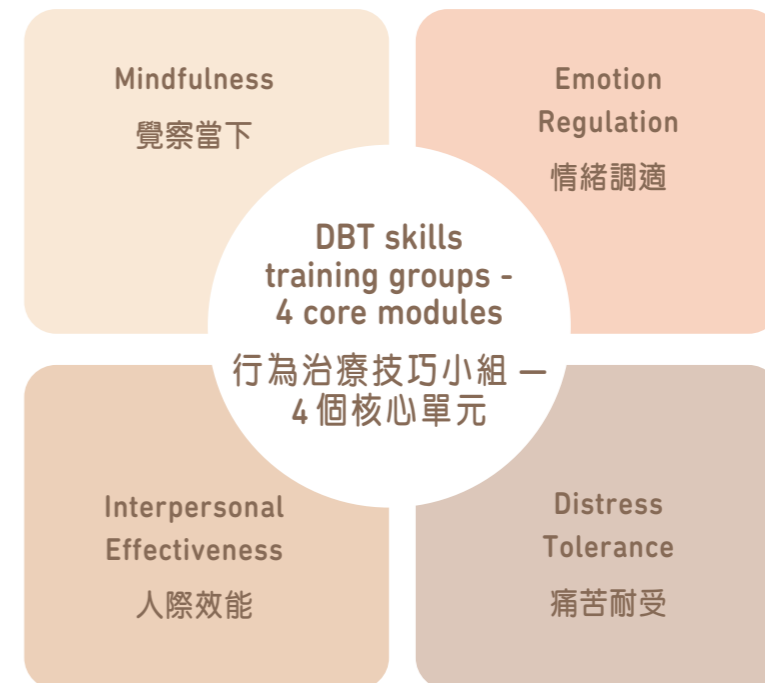 Mindfulness
覺察當下
Emotion
Regulation
情緒調適
DBT skills
training groups -
4 core modules
行為治療技巧小組 —
4 個核心單元
Interpersonal
Effectiveness
人際效能
Distress
Tolerance
痛苦耐受